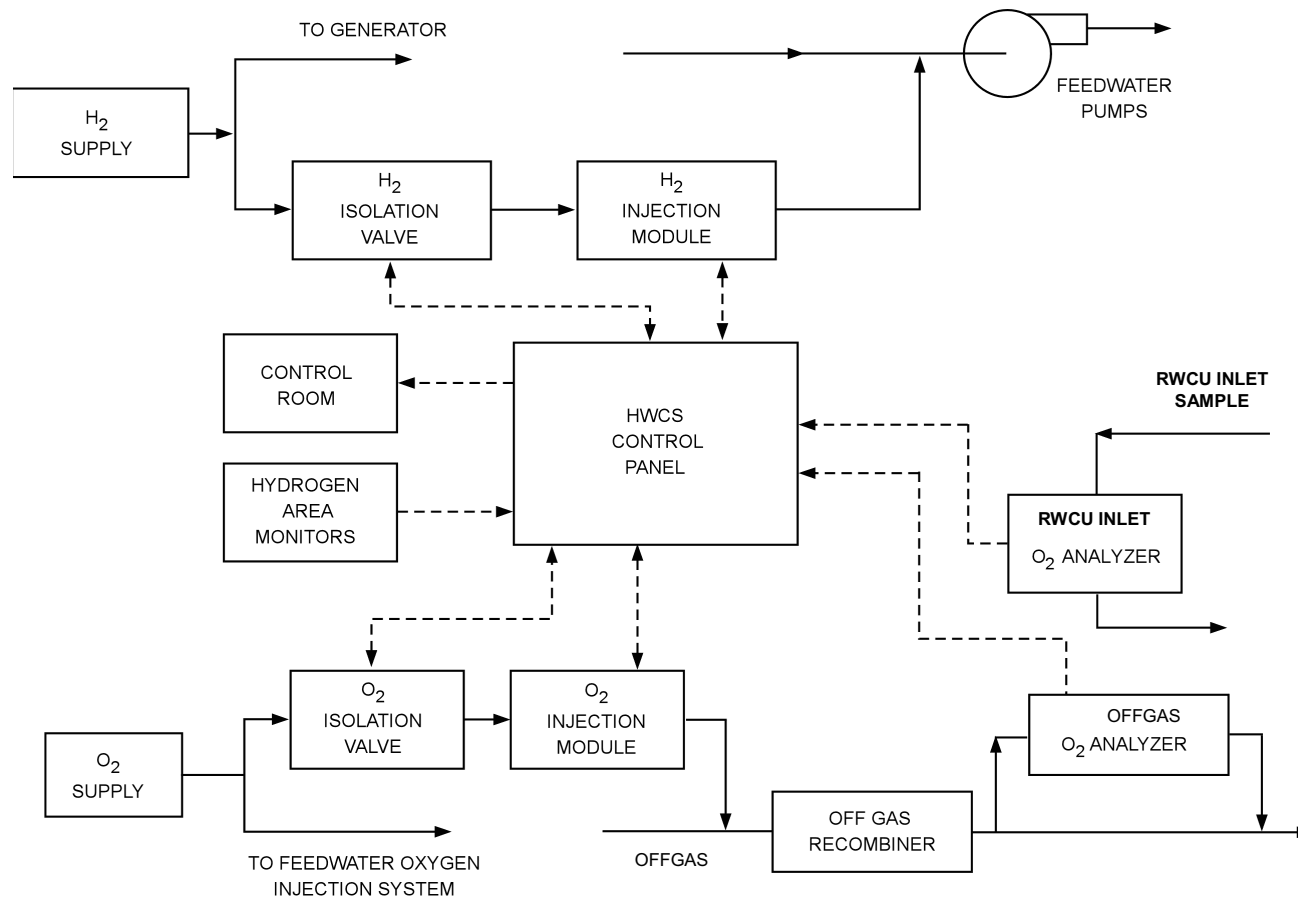 TO GENERATOR
FEEDWATER
PUMPS
H2
SUPPLY
H2
ISOLATION
VALVE
H2
INJECTION
MODULE
CONTROL
ROOM
HWCS
CONTROL
PANEL
RWCU INLET
SAMPLE
HYDROGEN
AREA
MONITORS
RWCU INLET
O2 ANALYZER
O2
ISOLATION
VALVE
O2
INJECTION
MODULE
OFFGAS
O2 ANALYZER
O2
SUPPLY
OFF GAS
RECOMBINER
OFFGAS
TO FEEDWATER OXYGEN
INJECTION SYSTEM